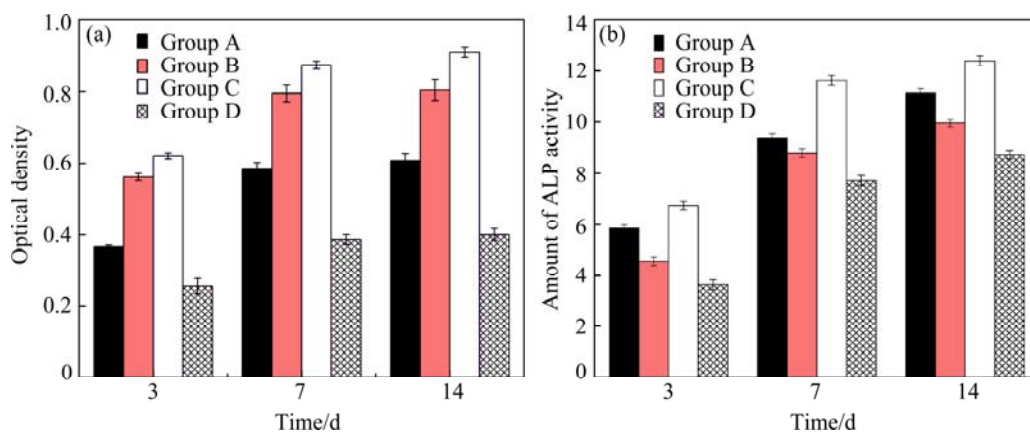 (a)
Group A
Group B
Group C
Group D
1.0
0.8
0.6
0.4
0.2
0
Optical density
3
7
14
Time/d
(b)
Group A
Group B
Group C
Group D
14
12
10
8
6
4
2
0
Amount of ALP activity
3
7
14
Time/d